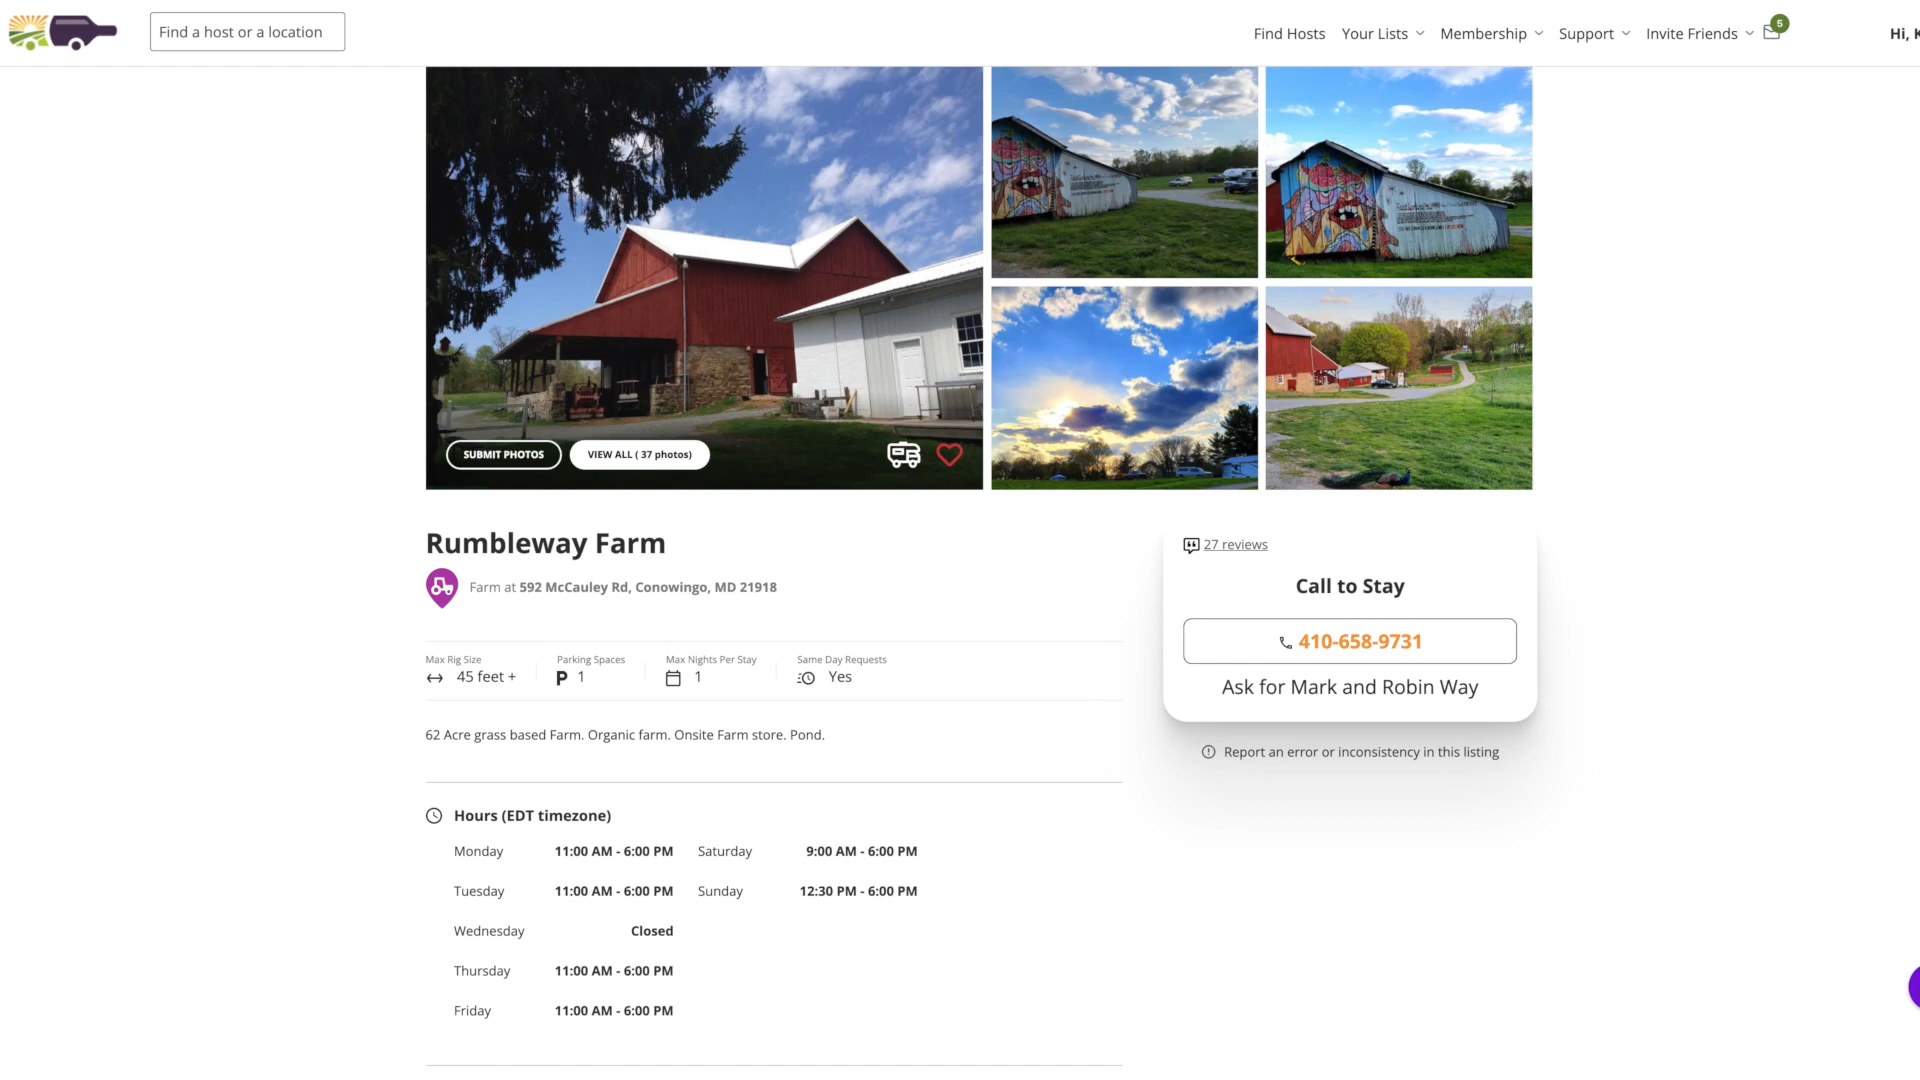 Find a host or a location
Find Hosts
Your Lists
Membership
Support
Invite Friends
5
Hi,
SUBMIT PHOTOS
VIEW ALL ( 37 photos)
Rumbleway Farm
Farm at 592 McCauley Rd, Conowingo, MD 21918
Max Rig Size
45 feet +
Parking Spaces
P 1
Max Nights Per Stay
1
Same Day Requests
Yes
62 Acre grass based Farm. Organic farm. Onsite Farm store. Pond.
27 reviews
Call to Stay
410-658-9731
Ask for Mark and Robin Way
Report an error or inconsistency in this listing
Hours (EDT timezone)
Monday 11:00 AM - 6:00 PM
Tuesday 11:00 AM - 6:00 PM
Wednesday Closed
Thursday 11:00 AM - 6:00 PM
Friday 11:00 AM - 6:00 PM
Saturday 9:00 AM - 6:00 PM
Sunday 12:30 PM - 6:00 PM